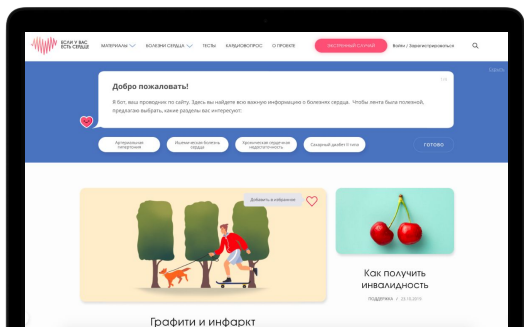 ЕСЛИ У ВАС
ЕСТЬ СЕРДЦЕ
МАТЕРИАЛЫ
БОЛЕЗНИ СЕРДЦА
ТЕСТЫ
КАРДИОВОПРОС
О ПРОЕКТЕ
ЭКСТРЕННЫЙ СЛУЧАЙ
Войти / Зарегистрироваться
Добро пожаловать!
Я бот, ваш проводник по сайту. Здесь вы найдете всю важную информацию о болезнях сердца. Чтобы лента была полезной,
предлагаю выбрать, какие разделы вас интересуют:
Артериальная
гипертония
Ишемическая болезнь
сердца
Хроническая сердечная
недостаточность
Сахарный диабет II типа
ГОТОВО
Добавить в избранное
Как получить
инвалидность
ПОДДЕРЖКА / 23.10.2019
Графити и инфаркт